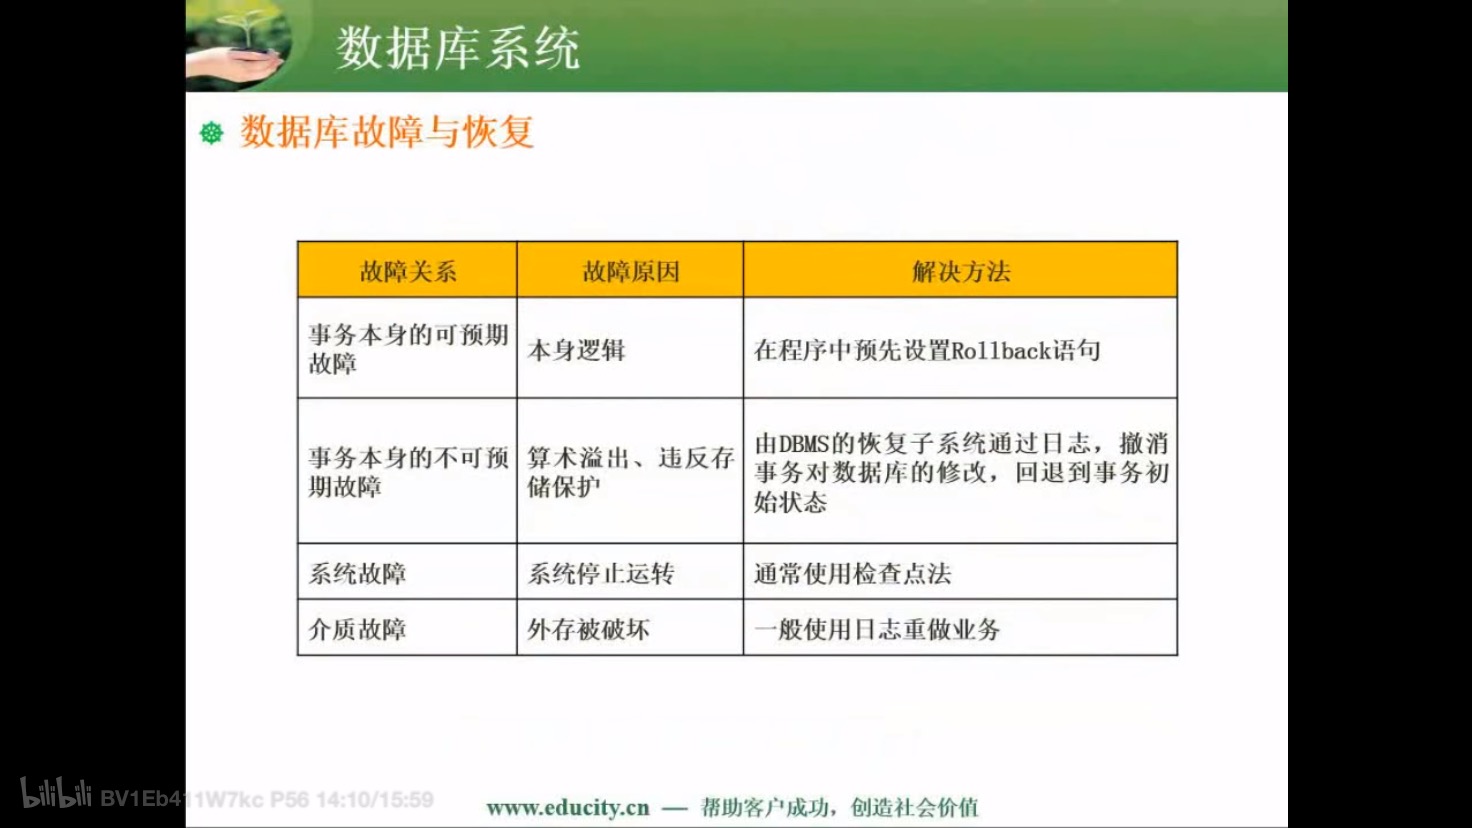 数据库系统
数据库故障与恢复
故障关系
故障原因
解决方法
事务本身的可预期
故障
本身逻辑
在程序中预先设置Rollback语句
事务本身的不可预
期故障
算术溢出、违反存
储保护
由DBMS的恢复子系统通过日志，撤消
事务对数据库的修改，回退到事务初
始状态
系统故障
系统停止运转
通常使用检查点法
介质故障
外存被破坏
一般使用日志重做业务
bilibili BV1Eb411W7kc P56 14:10/15:59
www.educity.cn — 帮助客户成功，创造社会价值